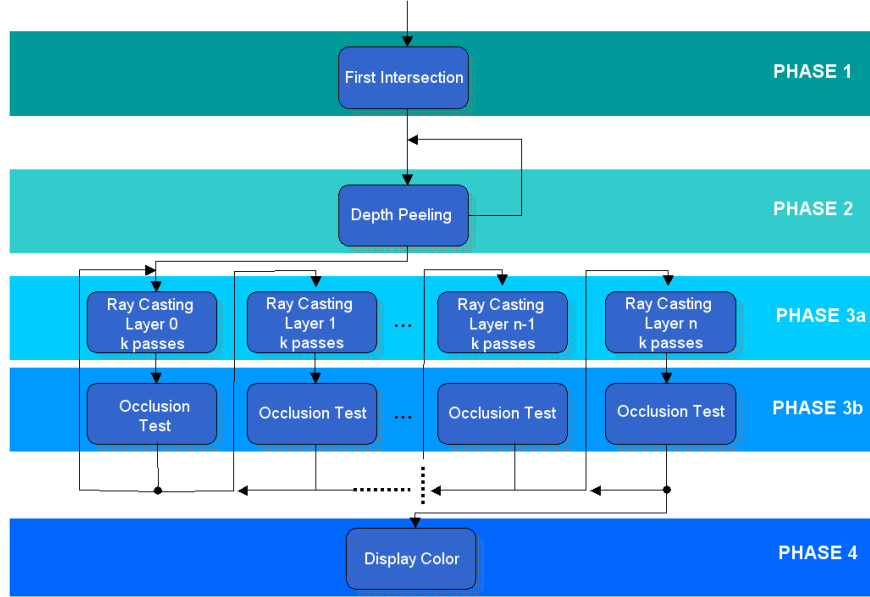 First Intersection
PHASE 1
Depth Peeling
PHASE 2
Ray Casting
Layer 0
k passes
Ray Casting
Layer 1
k passes
...
Ray Casting
Layer n-1
k passes
Ray Casting
Layer n
k passes
PHASE 3a
Occlusion
Test
Occlusion Test
...
Occlusion Test
Occlusion Test
PHASE 3b
Display Color
PHASE 4